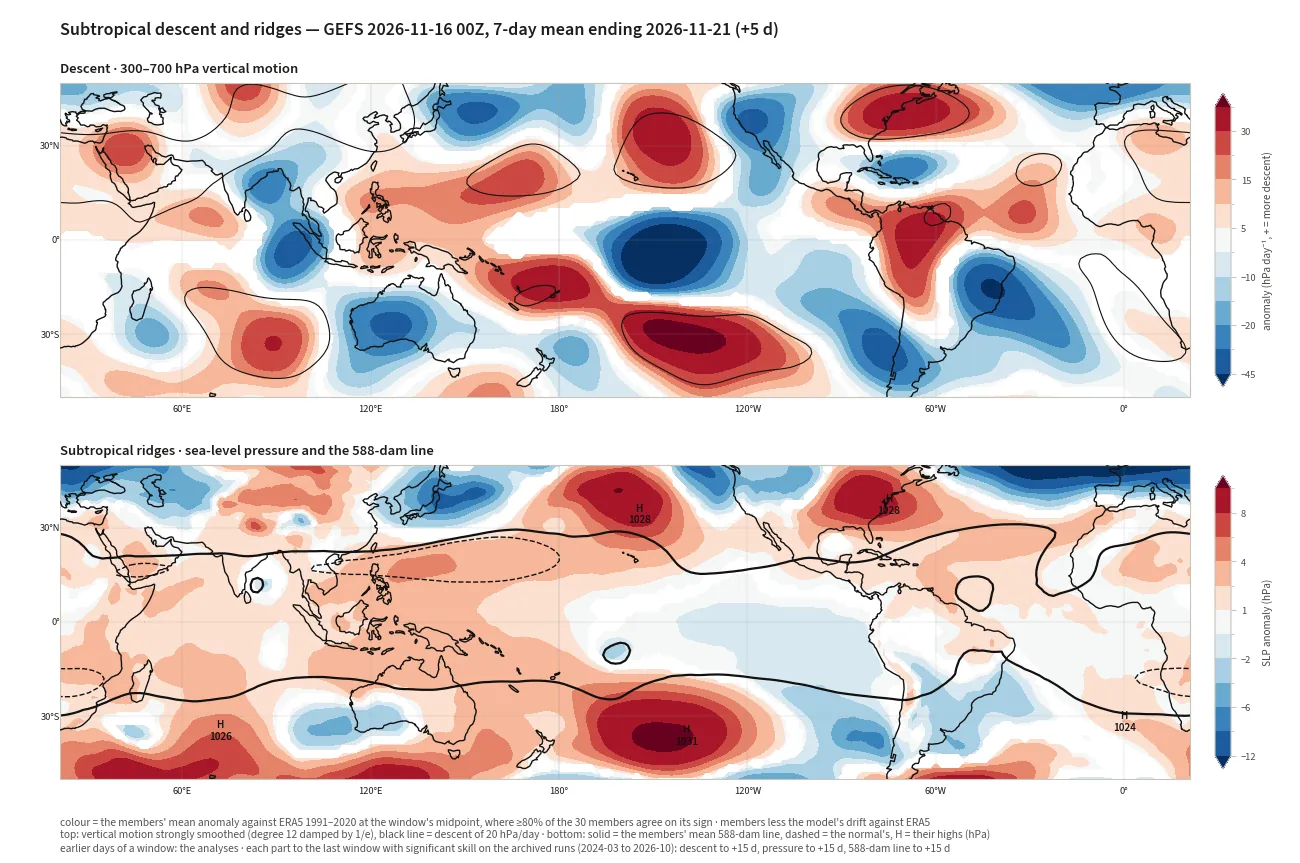 Subtropical descent and ridges — GEFS 2026-11-16 00Z, 7-day mean ending 2026-11-21 (+5 d)
Descent · 300–700 hPa vertical motion
30°N
0°
30°S
60°E
120°E
180°
120°W
60°W
0°
30
15
5
−10
−20
−45
anomaly (hPa day⁻¹, + = more descent)
Subtropical ridges · sea-level pressure and the 588-dam line
H
1028
H
1028
30°N
0°
30°S
H
1026
H
1031
H
1024
60°E
120°E
180°
120°W
60°W
0°
8
4
1
−2
−6
−12
SLP anomaly (hPa)
colour = the members' mean anomaly against ERA5 1991–2020 at the window's midpoint, where ≥80% of the 30 members agree on its sign · members less the model's drift against ERA5
top: vertical motion strongly smoothed (degree 12 damped by 1/e), black line = descent of 20 hPa/day · bottom: solid = the members' mean 588-dam line, dashed = the normal's, H = their highs (hPa)
earlier days of a window: the analyses · each part to the last window with significant skill on the archived runs (2024-03 to 2026-10): descent to +15 d, pressure to +15 d, 588-dam line to +15 d